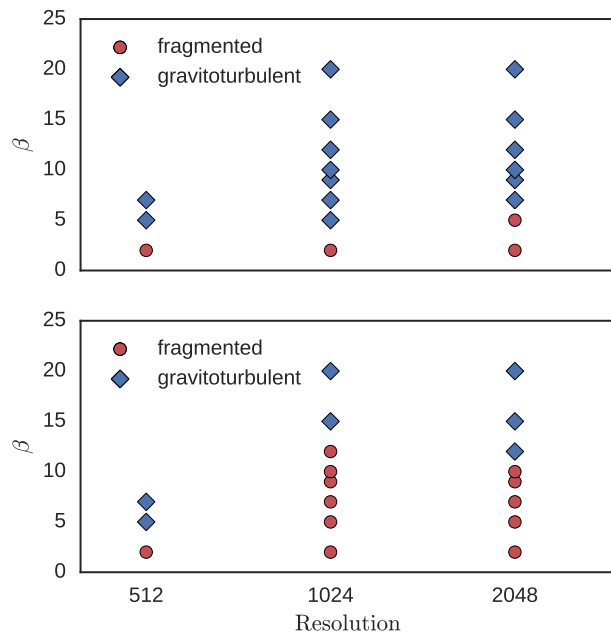 25
fragmented
20
gravitoturbulent
15
β
10
5
0
25
fragmented
20
gravitoturbulent
15
β
10
5
0
512 1024 2048
Resolution